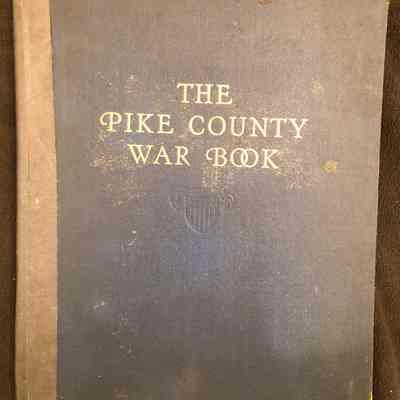 THE
PIKE COUNTY
WAR BOOK